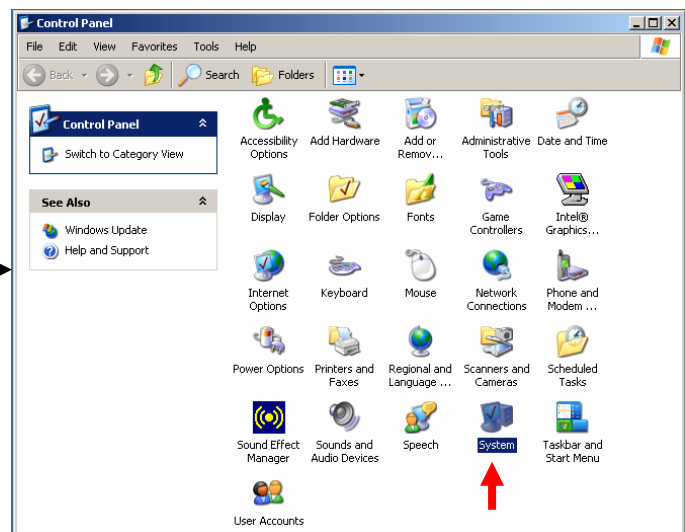 Control Panel
File Edit View Favorites Tools Help
Back Search Folders
Control Panel
Switch to Category View
See Also
Windows Update
Help and Support
Accessibility Options
Add Hardware
Add or Remov...
Administrative Tools
Date and Time
Display
Folder Options
Fonts
Game Controllers
Intel® Graphics...
Internet Options
Keyboard
Mouse
Network Connections
Phone and Modem ...
Power Options
Printers and Faxes
Regional and Language ...
Scanners and Cameras
Scheduled Tasks
Sound Effect Manager
Sounds and Audio Devices
Speech
System
Taskbar and Start Menu
User Accounts